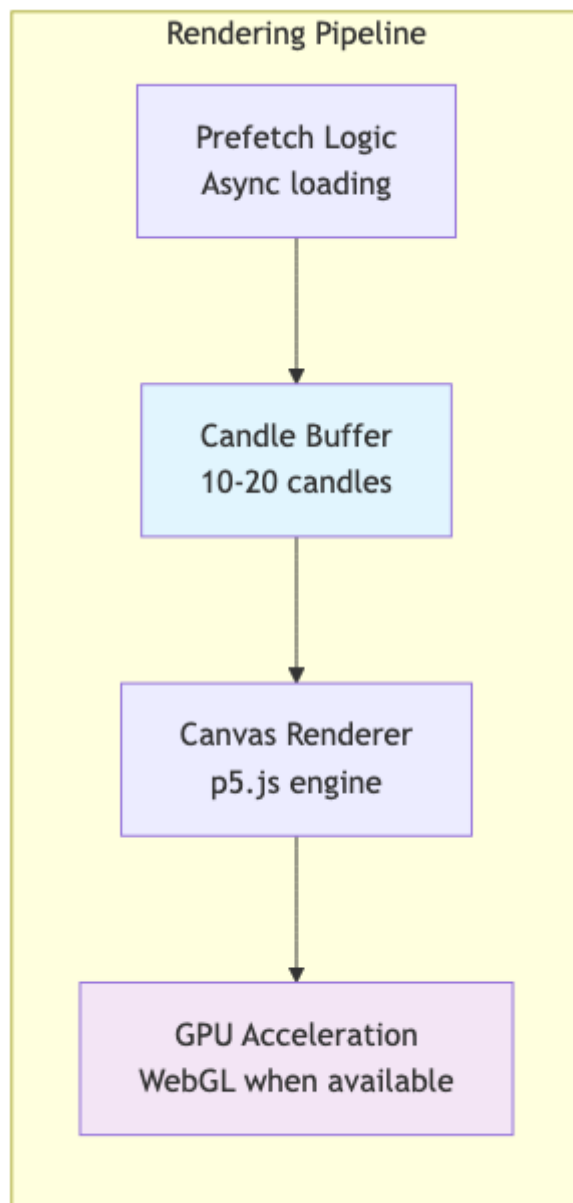 Rendering Pipeline
Prefetch Logic
Async loading
Candle Buffer
10-20 candles
Canvas Renderer
p5.js engine
GPU Acceleration
WebGL when available